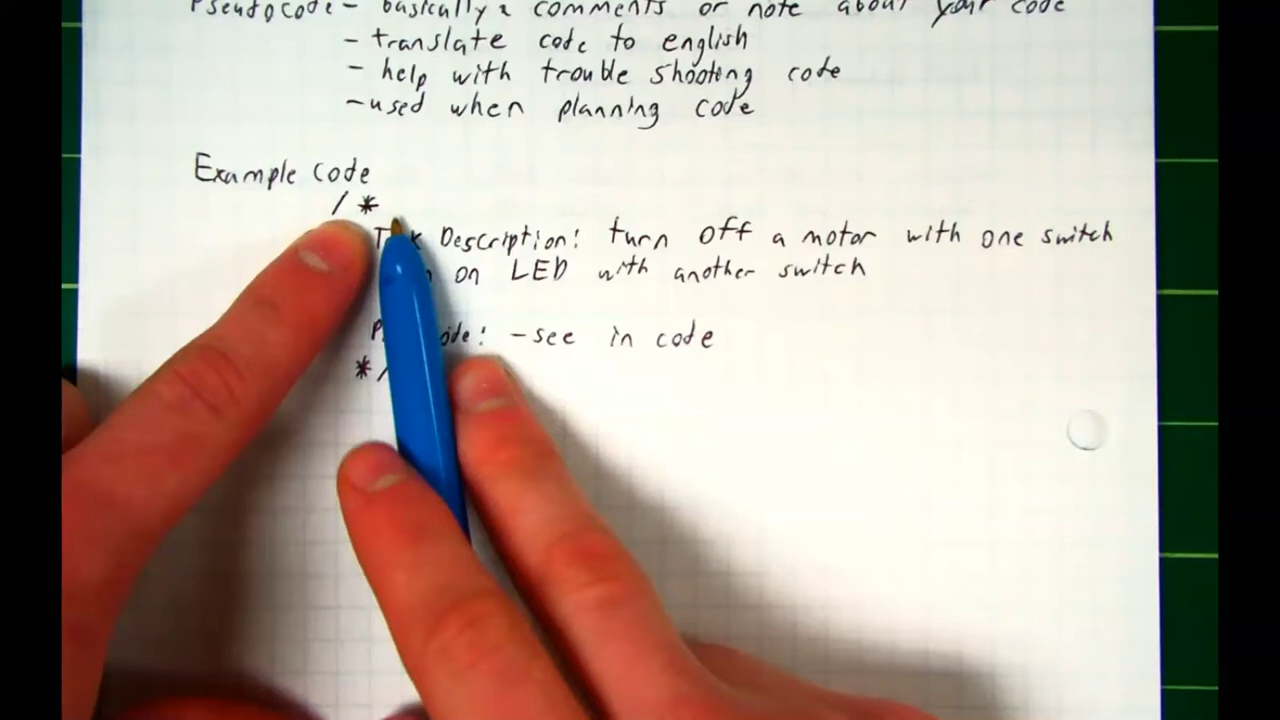 Pseudocode - basically a comments or note about your code
- translate code to english
- help with trouble shooting code
- used when planning code
Example code
/*
Description: turn off a motor with one switch
on LED with another switch
- see in code
*/